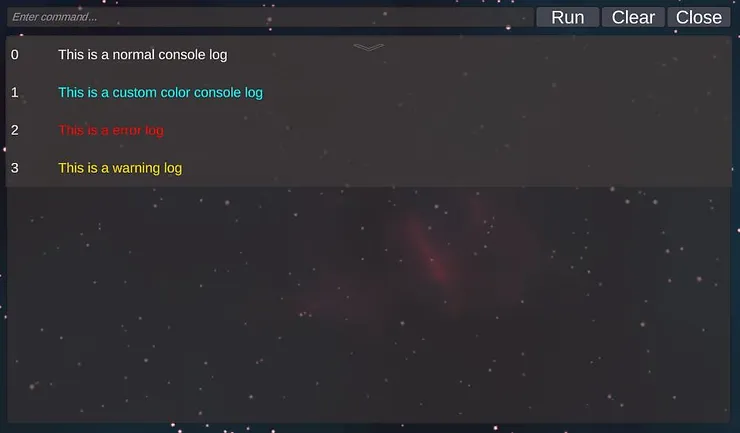 Enter command... Run Clear Close
0 This is a normal console log
1 This is a custom color console log
2 This is a error log
3 This is a warning log